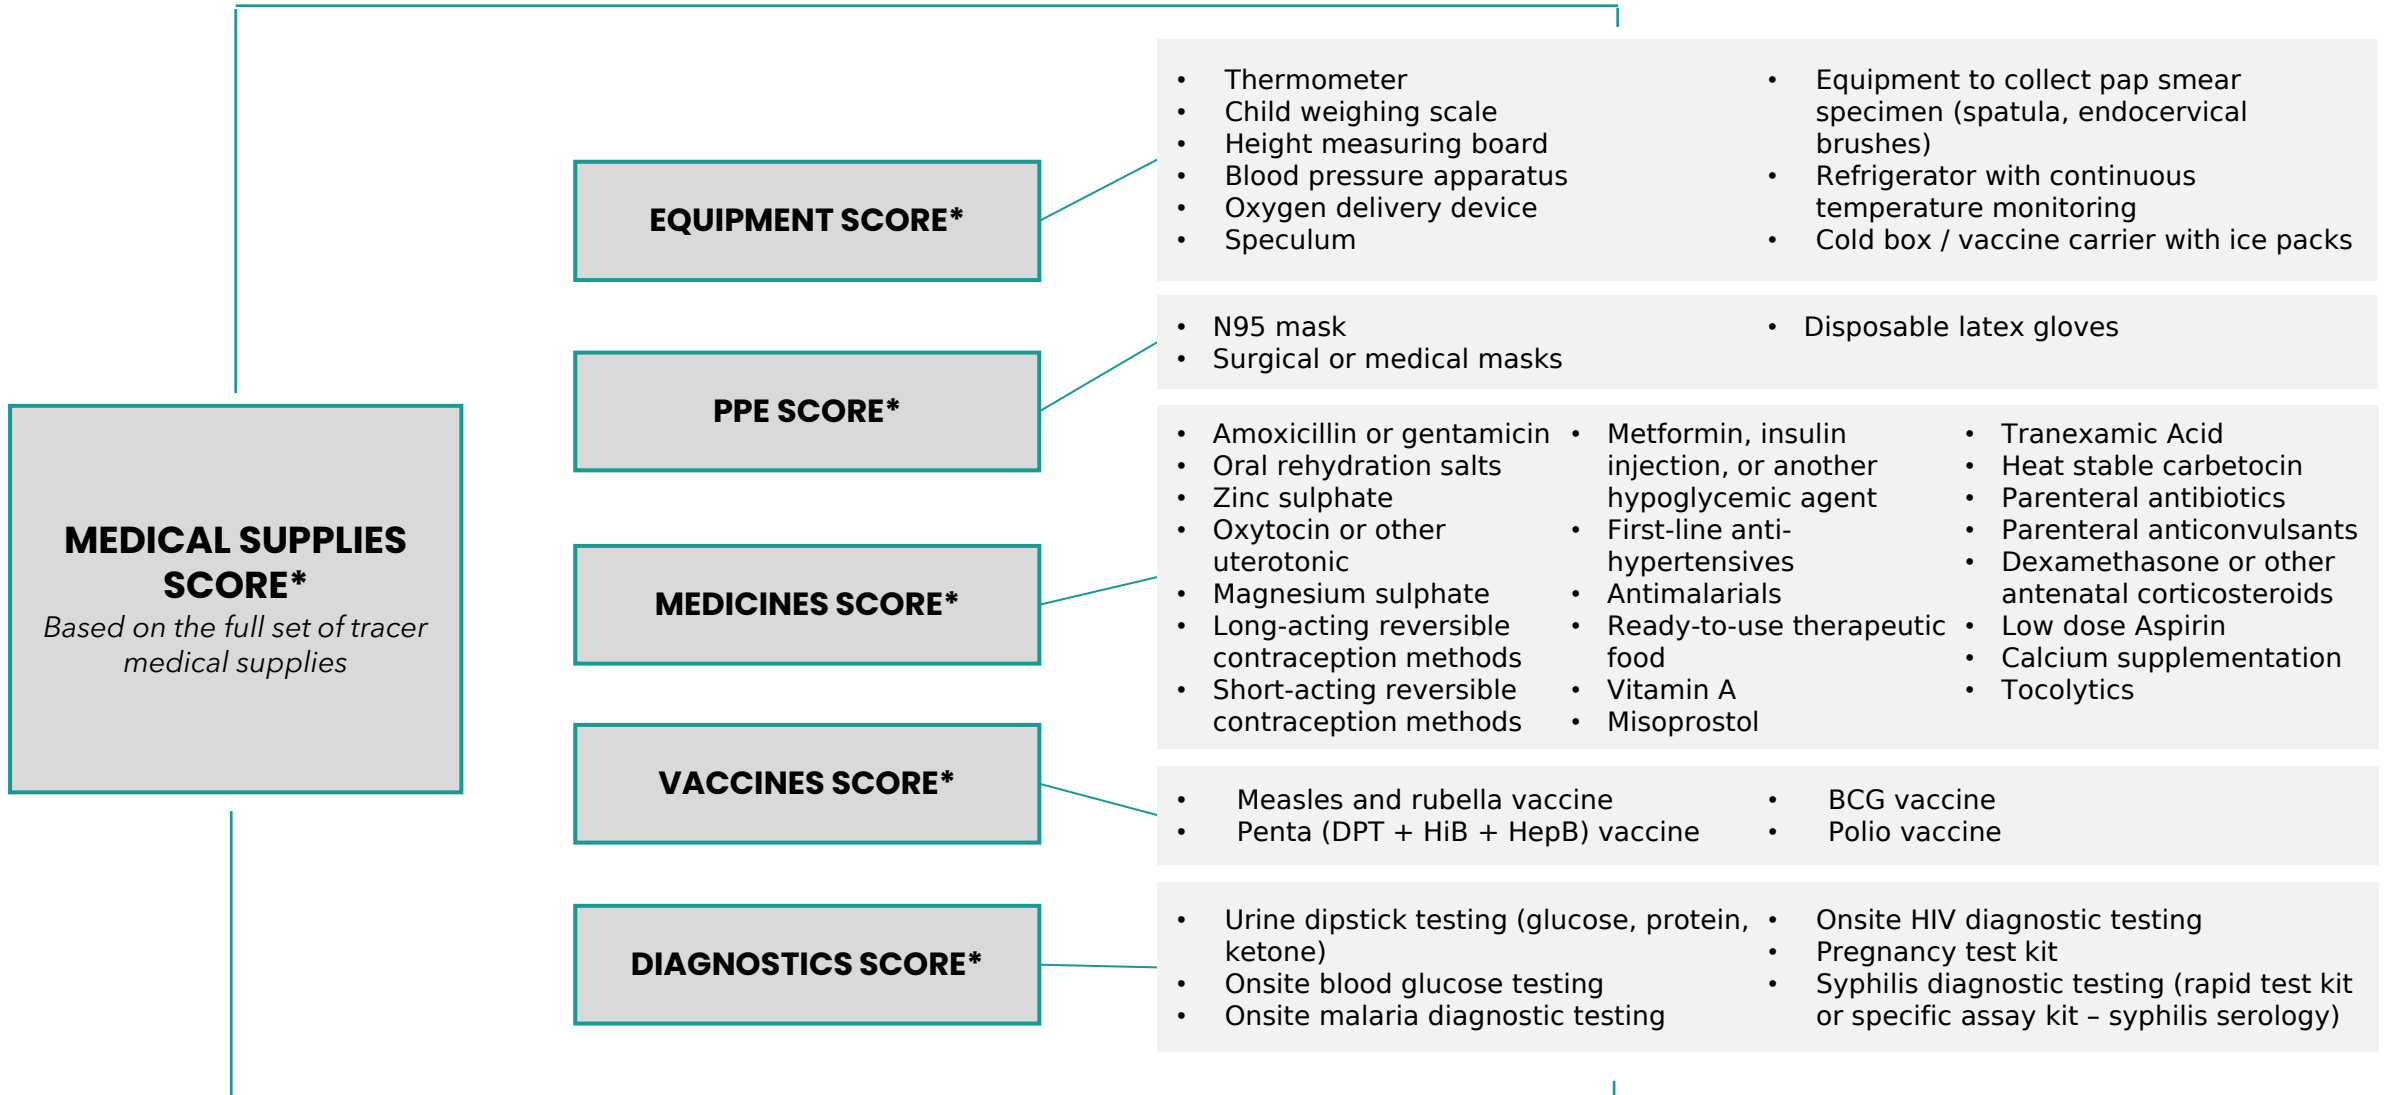 MEDICAL SUPPLIES
SCORE*
Based on the full set of tracer
medical supplies
EQUIPMENT SCORE*
• Thermometer
• Child weighing scale
• Height measuring board
• Blood pressure apparatus
• Oxygen delivery device
• Speculum
• Equipment to collect pap smear
specimen (spatula, endocervical
brushes)
• Refrigerator with continuous
temperature monitoring
• Cold box / vaccine carrier with ice packs
PPE SCORE*
• N95 mask
• Surgical or medical masks
• Disposable latex gloves
MEDICINES SCORE*
• Amoxicillin or gentamicin
• Oral rehydration salts
• Zinc sulphate
• Oxytocin or other
uterotonic
• Magnesium sulphate
• Long-acting reversible
contraception methods
• Short-acting reversible
contraception methods
• Metformin, insulin
injection, or another
hypoglycemic agent
• First-line anti-
hypertensives
• Antimalarials
• Ready-to-use therapeutic
food
• Vitamin A
• Misoprostol
• Tranexamic Acid
• Heat stable carbetocin
• Parenteral antibiotics
• Parenteral anticonvulsants
• Dexamethasone or other
antenatal corticosteroids
• Low dose Aspirin
• Calcium supplementation
• Tocolytics
VACCINES SCORE*
• Measles and rubella vaccine
• Penta (DPT + HiB + HepB) vaccine
• BCG vaccine
• Polio vaccine
DIAGNOSTICS SCORE*
• Urine dipstick testing (glucose, protein,
ketone)
• Onsite blood glucose testing
• Onsite malaria diagnostic testing
• Onsite HIV diagnostic testing
• Pregnancy test kit
• Syphilis diagnostic testing (rapid test kit
or specific assay kit – syphilis serology)